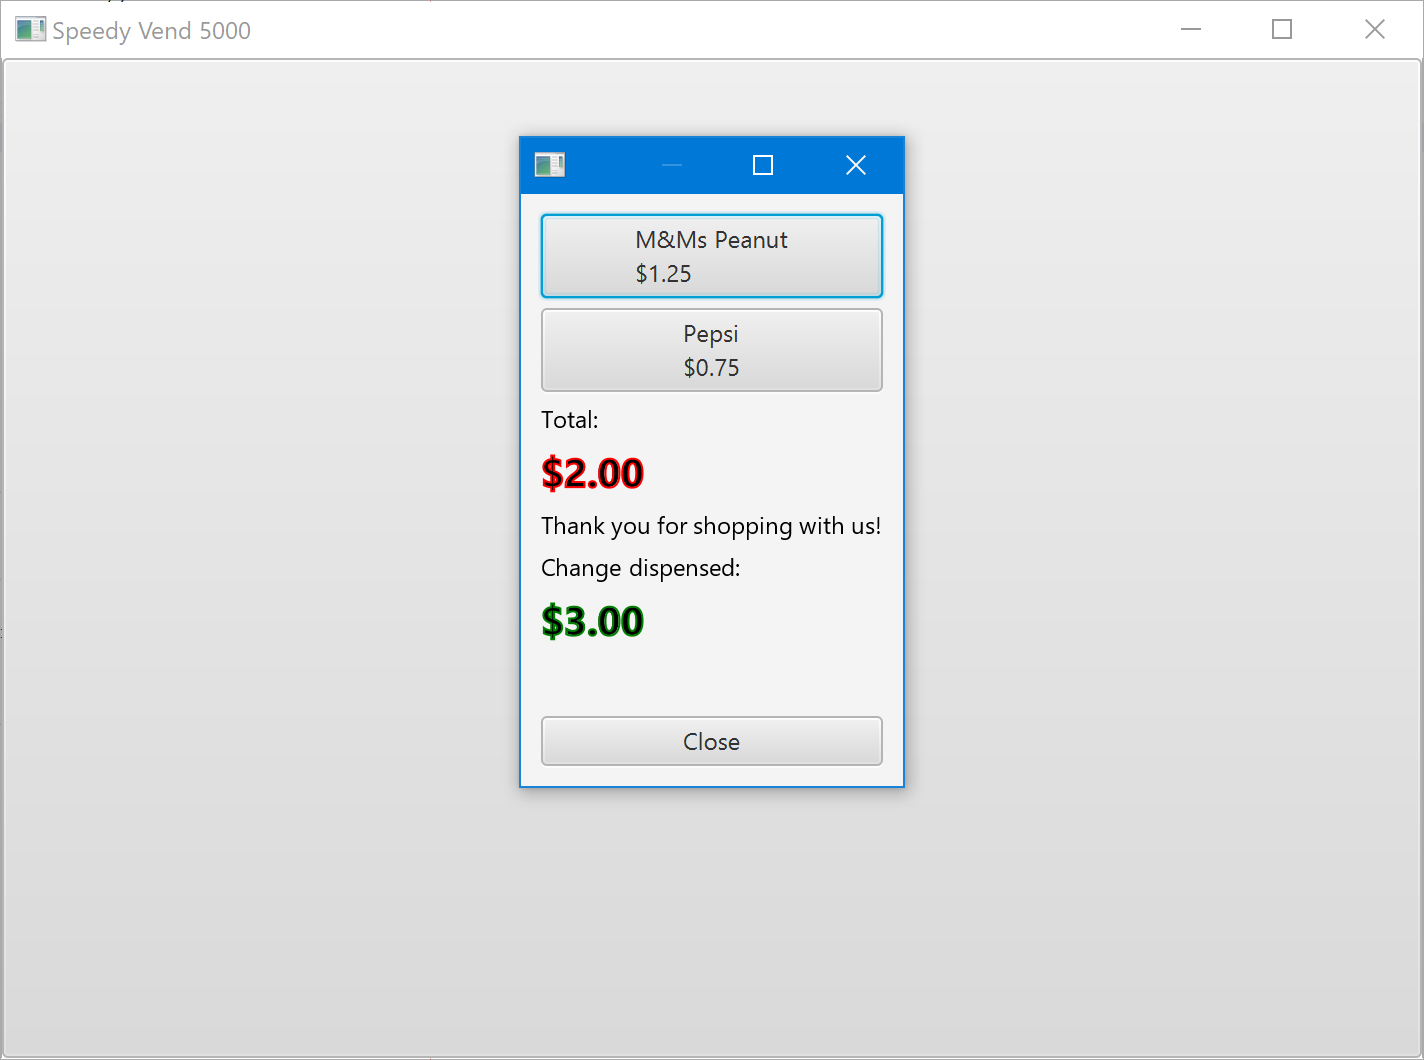 Speedy Vend 5000
M&Ms Peanut
$1.25
Pepsi
$0.75
Total:
$2.00
Thank you for shopping with us!
Change dispensed:
$3.00
Close